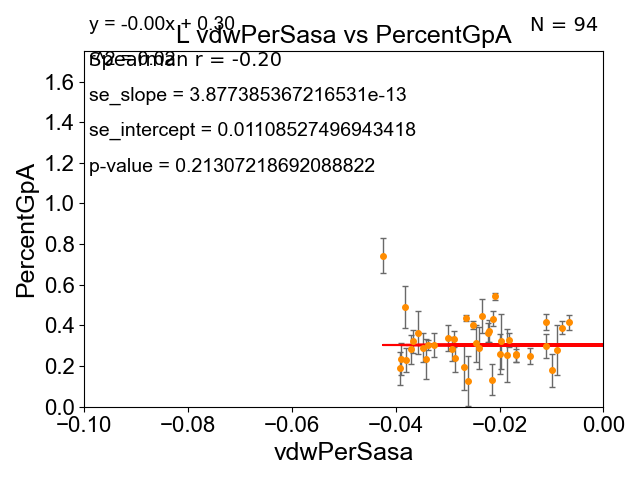 y = -0.00x + 0.30
N = 94
L vdwPerSasa vs PercentGpA
Spearman r = -0.20
se_slope = 3.877385367216531e-13
se_intercept = 0.01108527496943418
p-value = 0.21307218692088822
PercentGpA
1.6
1.4
1.2
1.0
0.8
0.6
0.4
0.2
0.0
−0.10
−0.08
−0.06
−0.04
−0.02
0.00
vdwPerSasa